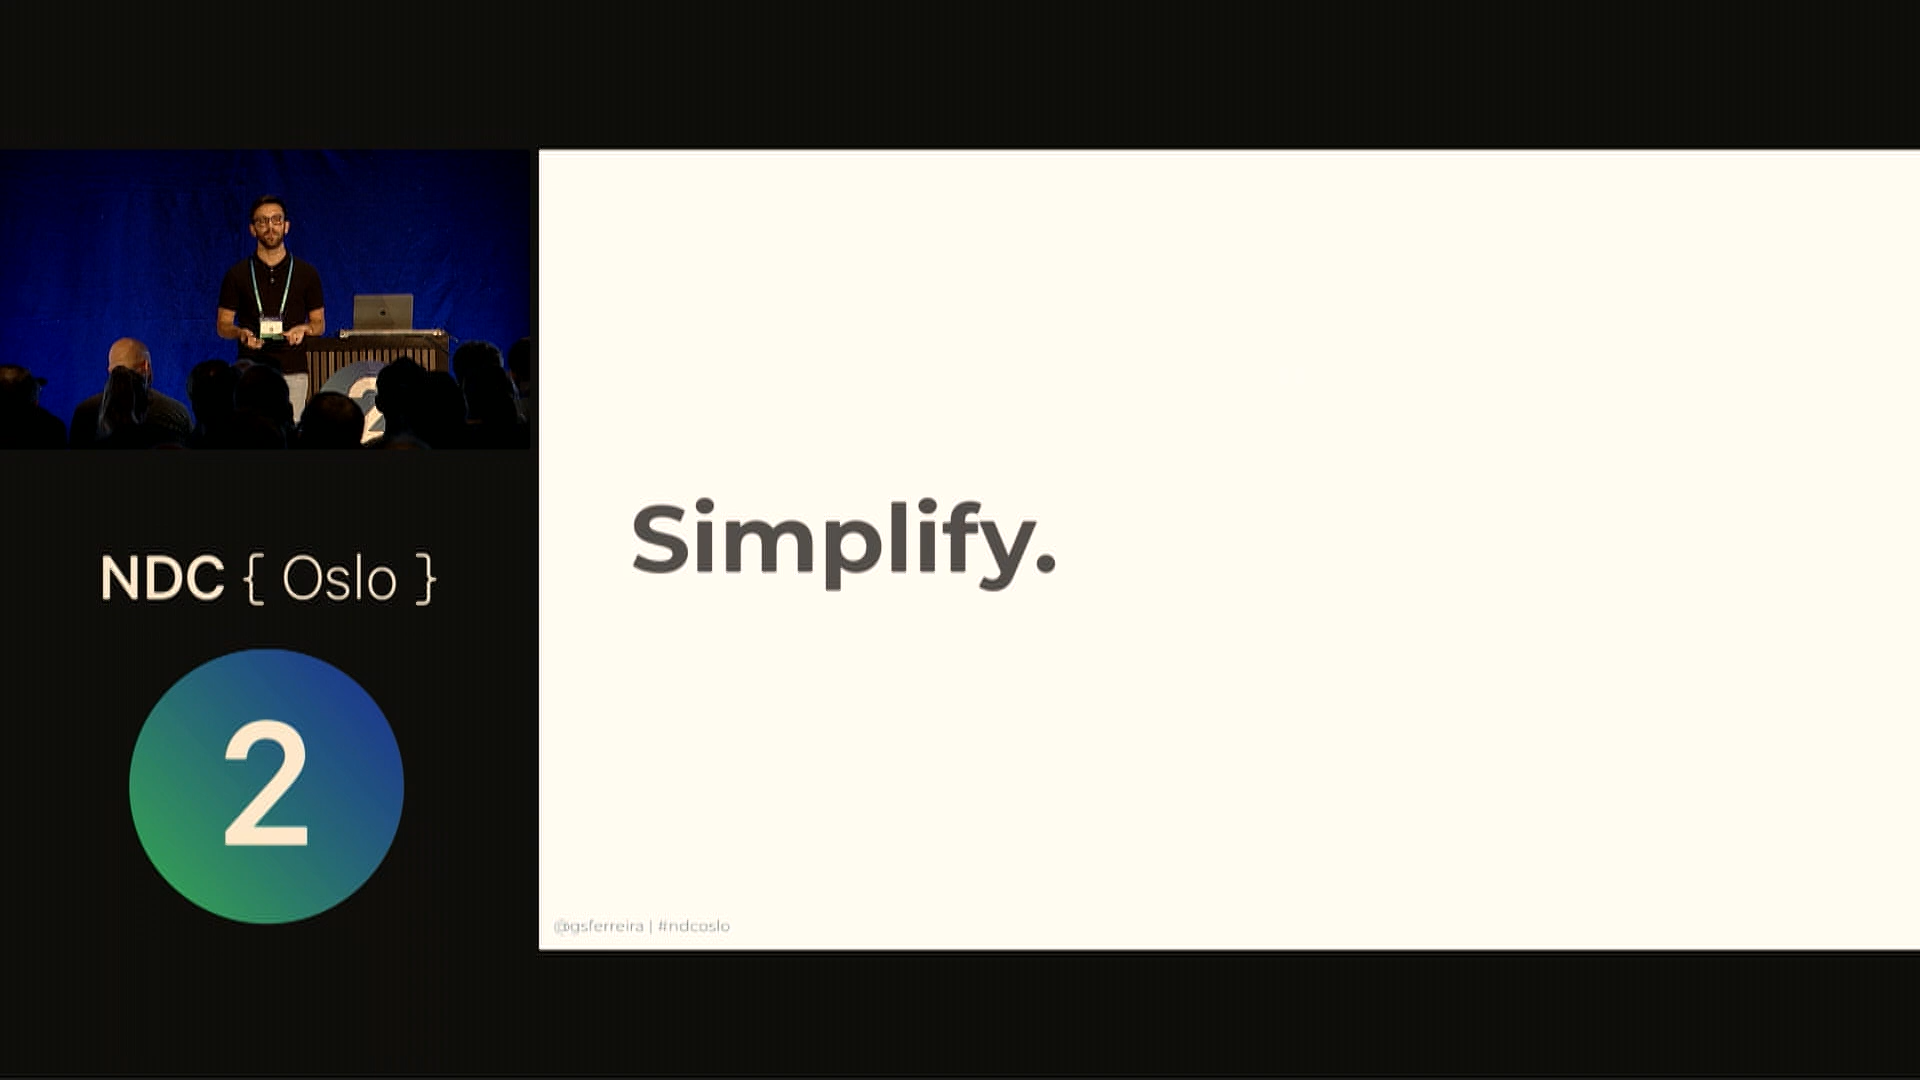 NDC { Oslo }
2
Simplify.
@gsferreira | #ndcoslo